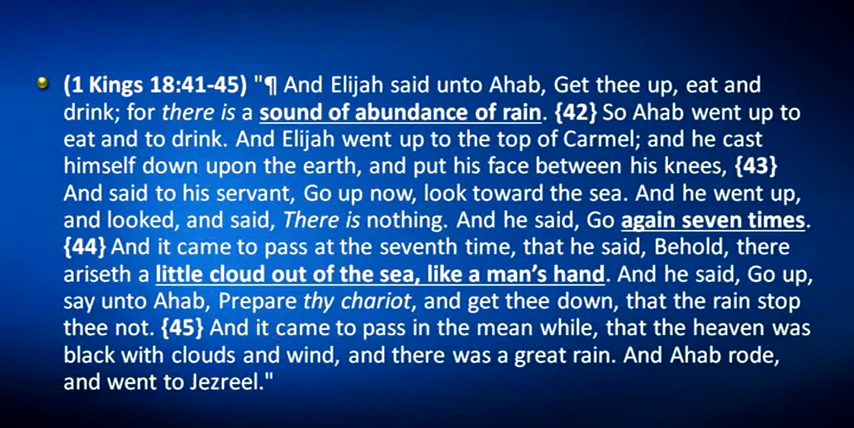 (1 Kings 18:41-45) "¶ And Elijah said unto Ahab, Get thee up, eat and
drink; for there is a sound of abundance of rain. {42} So Ahab went up to
eat and to drink. And Elijah went up to the top of Carmel; and he cast
himself down upon the earth, and put his face between his knees, {43}
And said to his servant, Go up now, look toward the sea. And he went up,
and looked, and said, There is nothing. And he said, Go again seven times.
{44} And it came to pass at the seventh time, that he said, Behold, there
ariseth a little cloud out of the sea, like a man's hand. And he said, Go up,
say unto Ahab, Prepare thy chariot, and get thee down, that the rain stop
thee not. {45} And it came to pass in the mean while, that the heaven was
black with clouds and wind, and there was a great rain. And Ahab rode,
and went to Jezreel."